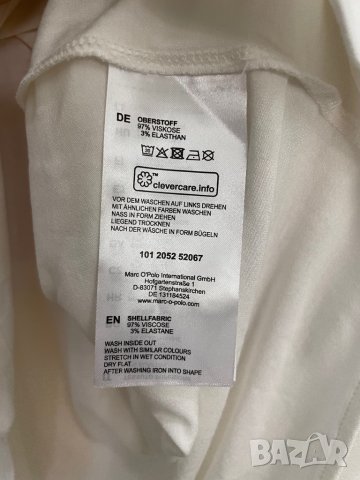 DE OBERSTOFF
97% VISKOSE
3% ELASTHAN
30
clevercare.info
VOR DEM WASCHEN AUF LINKS DREHEN
MIT ÄHNLICHEN FARBEN WASCHEN
NASS IN FORM ZIEHEN
LIEGEND TROCKNEN
NACH DER WÄSCHE IN FORM BÜGELN
101 2052 52067
Marc O'Polo International GmbH
Hofgartenstraße 1
D-83071 Stephanskirchen
DE 131184524
www.marc-o-polo.com
EN SHELLFABRIC
97% VISCOSE
3% ELASTANE
WASH INSIDE OUT
WASH WITH SIMILAR COLOURS
STRETCH IN WET CONDITION
DRY FLAT
AFTER WASHING IRON INTO SHAPE
BAZAR